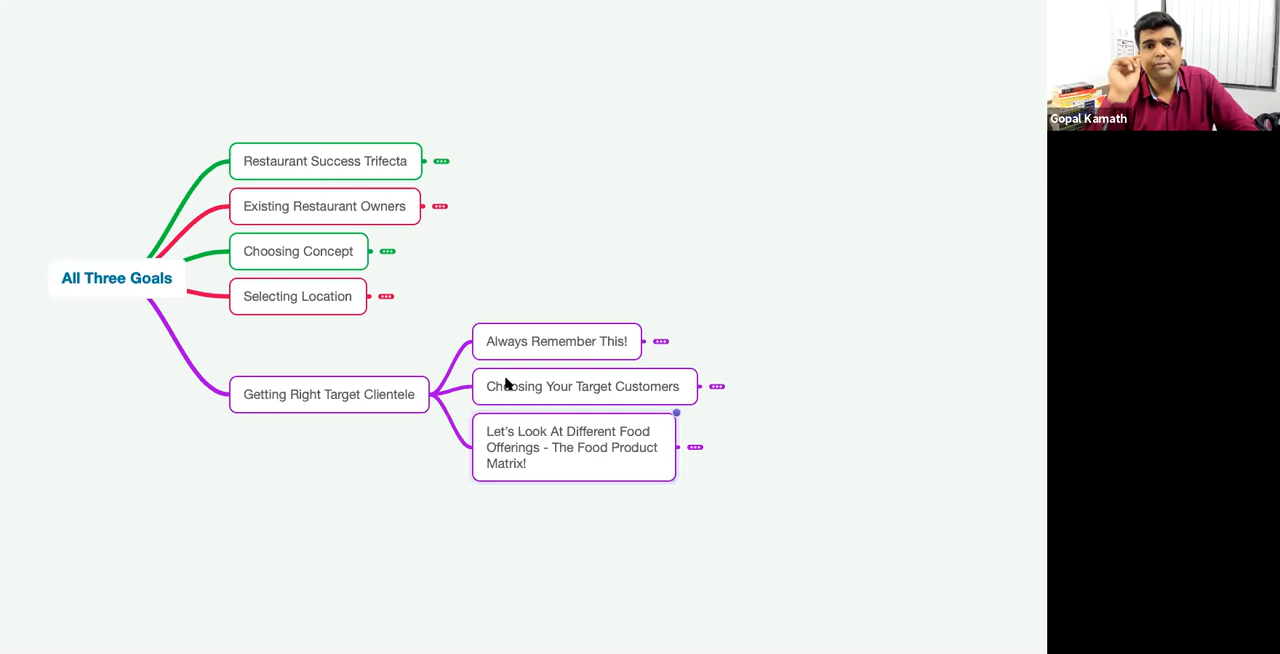 Gopal Kamath
Restaurant Success Trifecta
Existing Restaurant Owners
Choosing Concept
All Three Goals
Selecting Location
Always Remember This!
Choosing Your Target Customers
Getting Right Target Clientele
Let’s Look At Different Food
Offerings - The Food Product
Matrix!